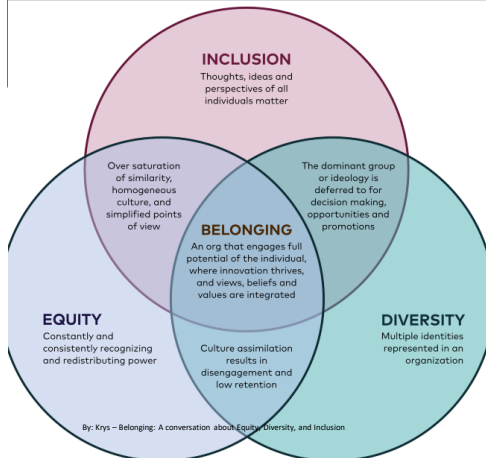 INCLUSION
Thoughts, ideas and
perspectives of all
individuals matter
Over saturation
of similarity,
homogeneous
culture, and
simplified points
of view
The dominant group
or ideology is
deferred to for
decision making,
opportunities and
promotions
BELONGING
An org that engages full
potential of the individual,
where innovation thrives,
and views, beliefs and
values are integrated
EQUITY
Constantly and
consistently recognizing
and redistributing power
DIVERSITY
Multiple identities
represented in an
organization
Culture assimilation
results in
disengagement and
low retention
By: Krys – Belonging: A conversation about Equity, Diversity, and Inclusion